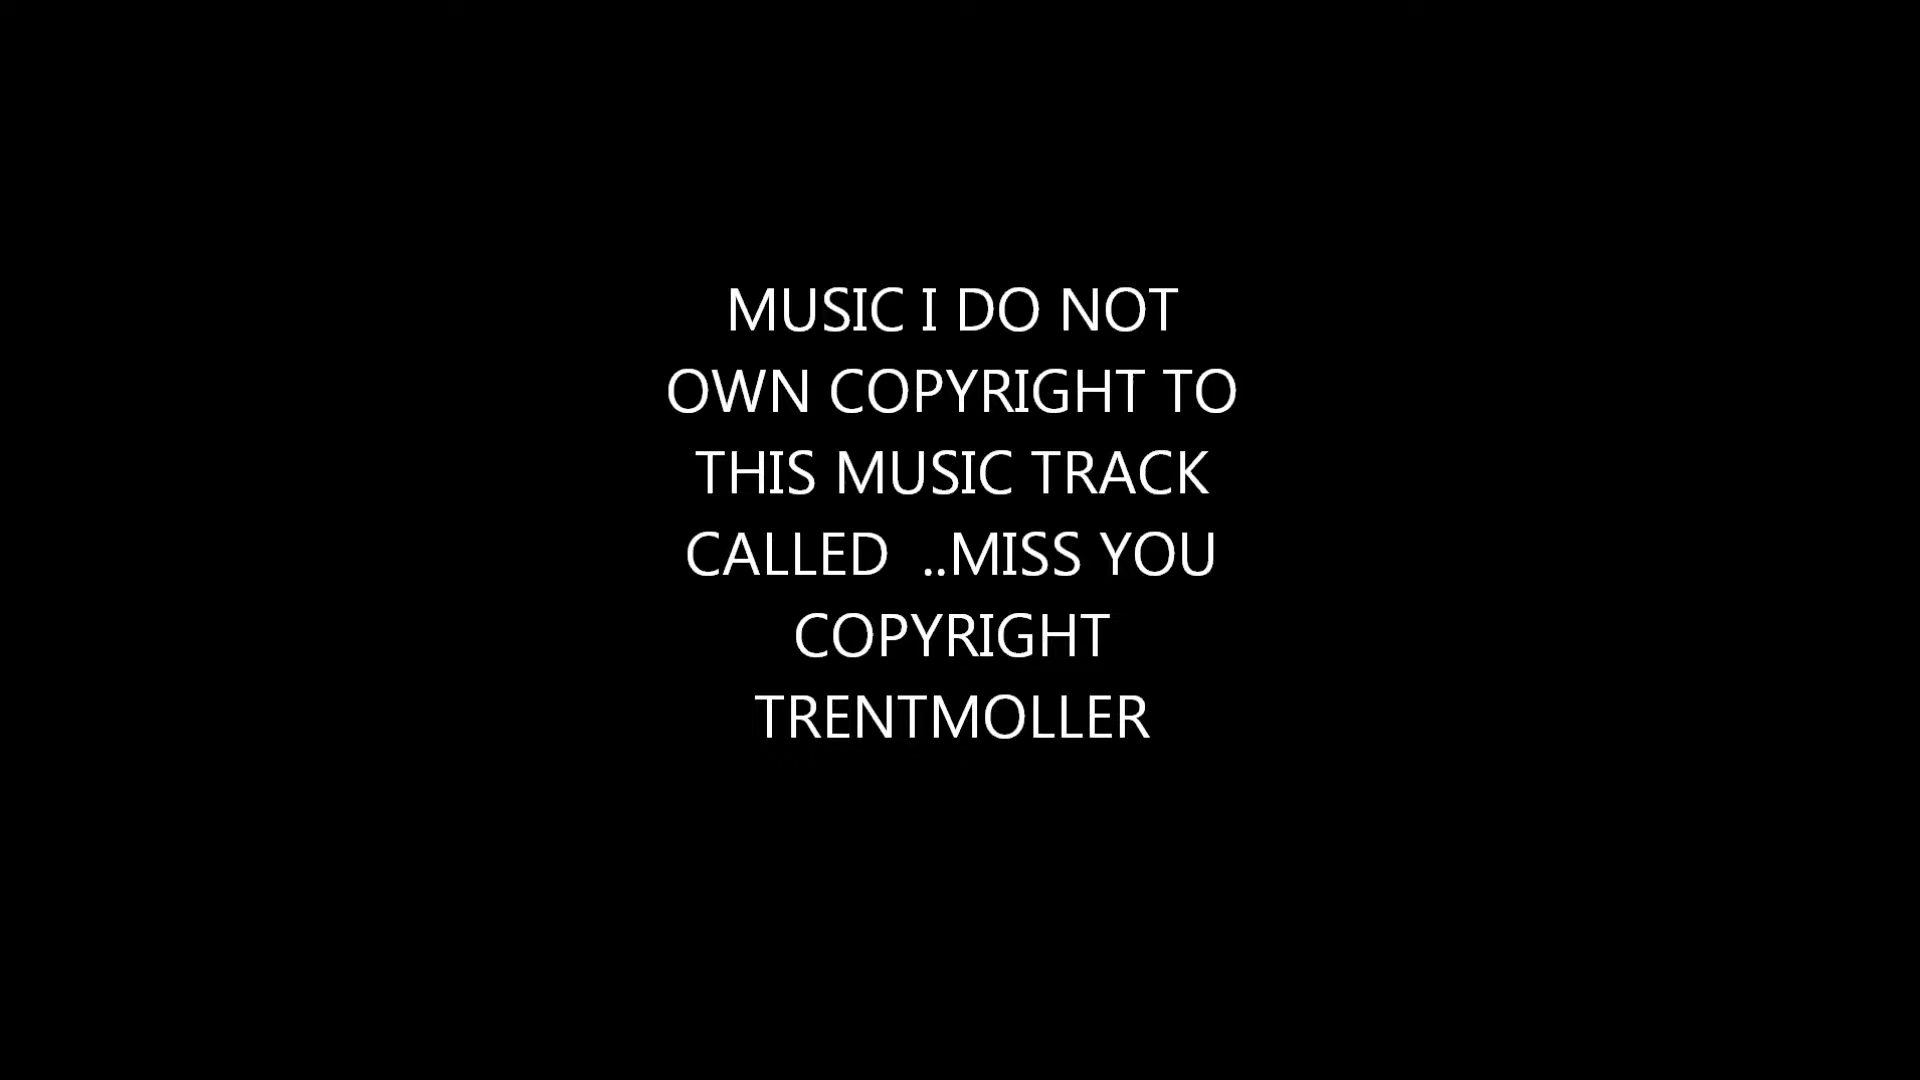 MUSIC I DO NOT
OWN COPYRIGHT TO
THIS MUSIC TRACK
CALLED  ..MISS YOU
COPYRIGHT
TRENTMOLLER